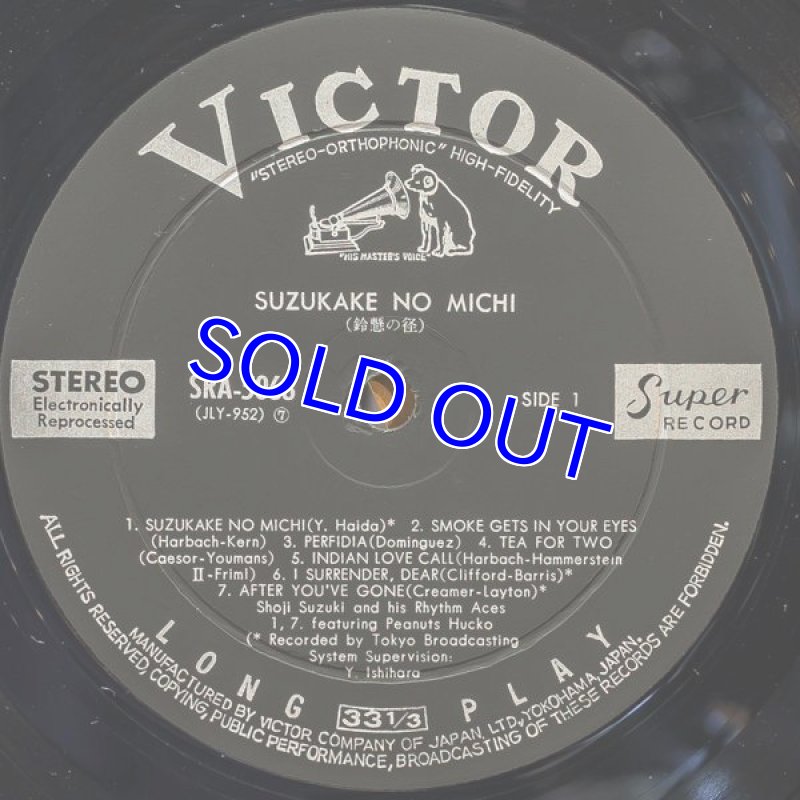 VICTOR
"STEREO-ORTHOPHONIC" HIGH-FIDELITY
"HIS MASTER'S VOICE"
SUZUKAKE NO MICHI
(鈴懸の径)
SOLD OUT
STEREO
Electronically
Reprocessed
(JLY-952) ⑦
SIDE 1
Super
RECORD
1. SUZUKAKE NO MICHI(Y. Haida)* 2. SMOKE GETS IN YOUR EYES
(Harbach-Kern) 3. PERFIDIA(Dominguez) 4. TEA FOR TWO
(Caesor-Youmans) 5. INDIAN LOVE CALL(Harbach-Hammerstein
II-Friml) 6. I SURRENDER, DEAR(Clifford-Barris)*
7. AFTER YOU'VE GONE(Creamer-Layton)*
Shoji Suzuki and his Rhythm Aces
1, 7. featuring Peanuts Hucko
(* Recorded by Tokyo Broadcasting
System Supervision:
Y. Ishihara
LONG 33 1/3 PLAY
MANUFACTURED BY VICTOR COMPANY OF JAPAN, LTD., YOKOHAMA, JAPAN.
ALL RIGHTS RESERVED, COPYING, PUBLIC PERFORMANCE, BROADCASTING OF THESE RECORDS ARE FORBIDDEN.